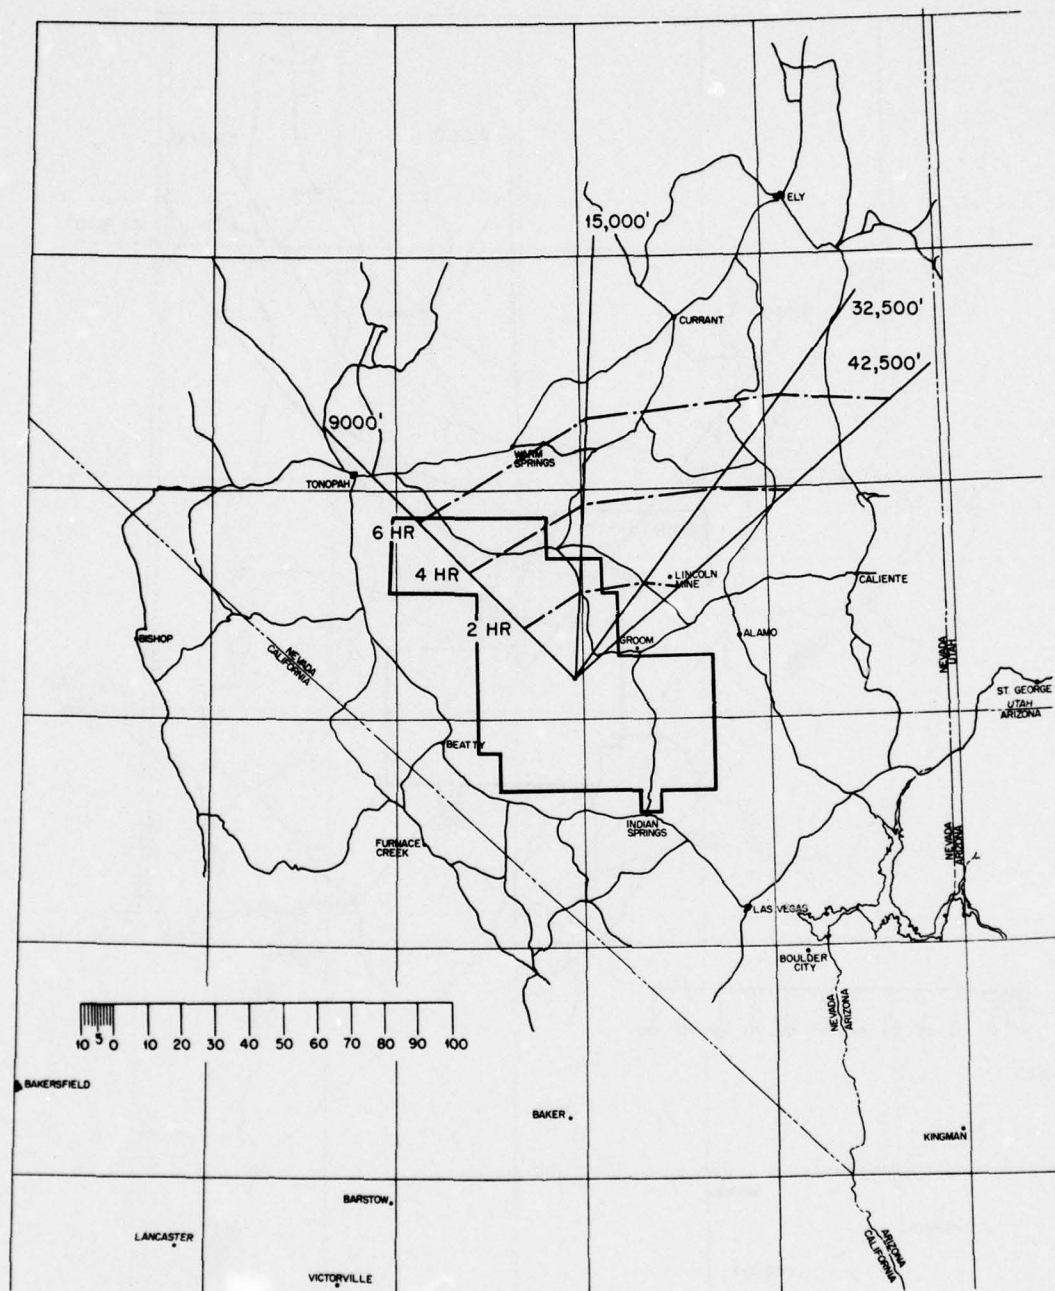 ELY
15,000'
32,500'
CURRANT
42,500'
9000'
WARM
SPRINGS
TONOPAH
6 HR
4 HR
LINCOLN
MINE
CALIENTE
2 HR
BISHOP
GROOM
ALAMO
NEVADA
CALIFORNIA
NEVADA
UTAH
ST. GEORGE
UTAH
ARIZONA
BEATTY
INDIAN
SPRINGS
FURNACE
CREEK
NEVADA
ARIZONA
LAS VEGAS
BOULDER
CITY
NEVADA
ARIZONA
10 5 0 10 20 30 40 50 60 70 80 90 100
BAKERSFIELD
BAKER
KINGMAN
BARSTOW
LANCASTER
ARIZONA
CALIFORNIA
VICTORVILLE